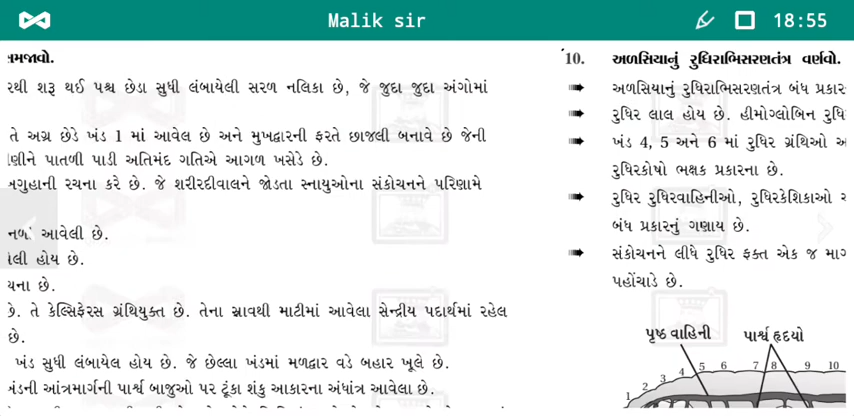 Malik sir
18:55
મજાવો.
રથી શરૂ થઈ પશ્ચ છેડા સુધી લંબાયેલી સરળ નલિકા છે, જે જુદા જુદા અંગોમાં
તે અગ્ર છેડે ખંડ 1 માં આવેલ છે અને મુખદ્વારની ફરતે છાજલી બનાવે છે જેની
ણીને પાતળી પાડી અતિમંદ ગતિએ આગળ ખસેડે છે.
ગુહાની રચના કરે છે. જે શરીરદીવાલને જોડતા સ્નાયુઓના સંકોચનને પરિણામે
આવેલી છે.
લી હોય છે.
યના છે.
છે. તે કેલ્સિફેરસ ગ્રંથિયુક્ત છે. તેના સ્રાવથી માટીમાં આવેલા સેન્દ્રીય પદાર્થમાં રહેલ
છે.
ખંડ સુધી લંબાયેલ હોય છે. જે છેલ્લા ખંડમાં મળદ્વાર વડે બહાર ખૂલે છે.
ખંડની આંત્રમાર્ગની પાર્શ્વ બાજુઓ પર ટૂંકા શંકુ આકારના અંધાંત્ર આવેલા છે.
10. અળસિયાનું રુધિરાભિસરણતંત્ર વર્ણવો.
➠ અળસિયાનું રુધિરાભિસરણતંત્ર બંધ પ્રકાર
➠ રુધિર લાલ હોય છે. હીમોગ્લોબિન રુધિ
➠ ખંડ 4, 5 અને 6 માં રુધિર ગ્રંથિઓ
રુધિરકોષો ભક્ષક પ્રકારના છે.
➠ રુધિર રુધિરવાહિનીઓ, રુધિરકેશિકાઓ
બંધ પ્રકારનું ગણાય છે.
➠ સંકોચનને લીધે રુધિર ફક્ત એક જ માગ
પહોંચાડે છે.
પૃષ્ઠ વાહિની પાર્શ્વ હૃદયો
1 2 3 4 5 6 7 8 9 10